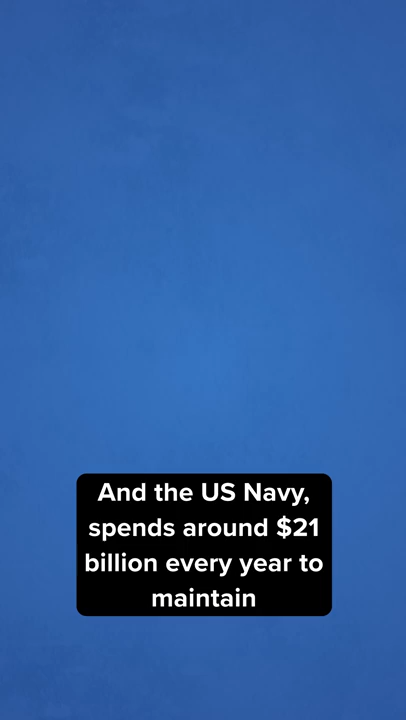 And the US Navy,
spends around $21
billion every year to
maintain